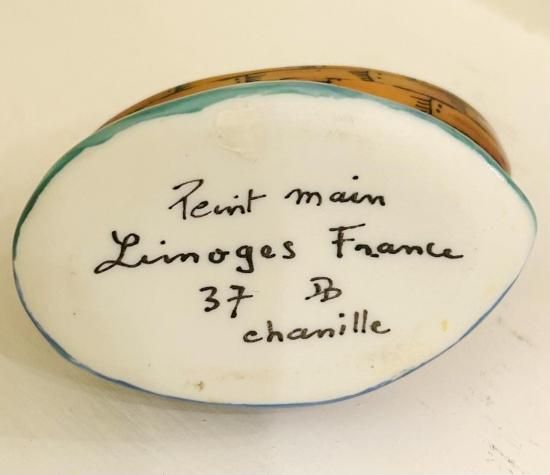 Peint main
Limoges France
37 DB
chanille